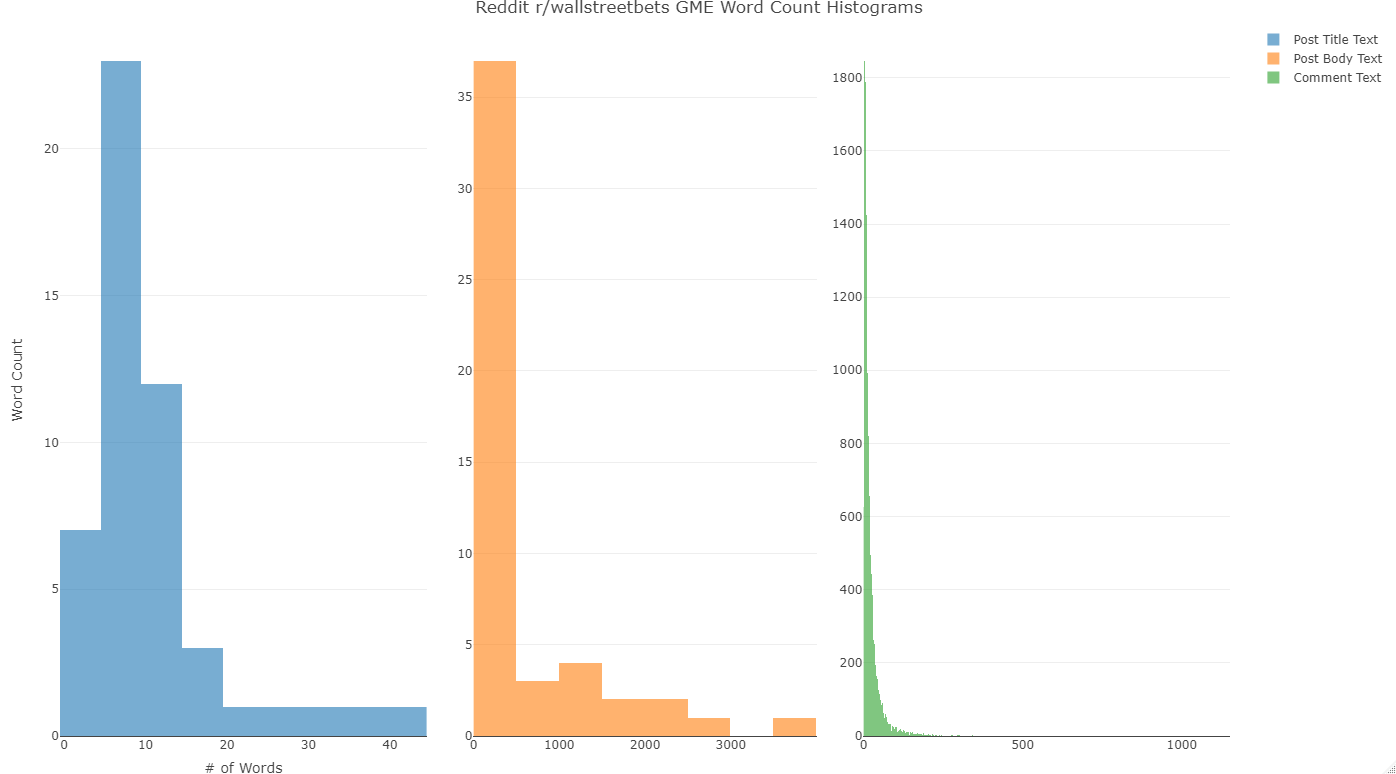 Reddit r/wallstreetbets GME Word Count Histograms
Post Title Text
Post Body Text
Comment Text
Word Count
20
15
10
5
0
0 10 20 30 40
# of Words
35
30
25
20
15
10
5
0
0 1000 2000 3000
1800
1600
1400
1200
1000
800
600
400
200
0
0 500 1000